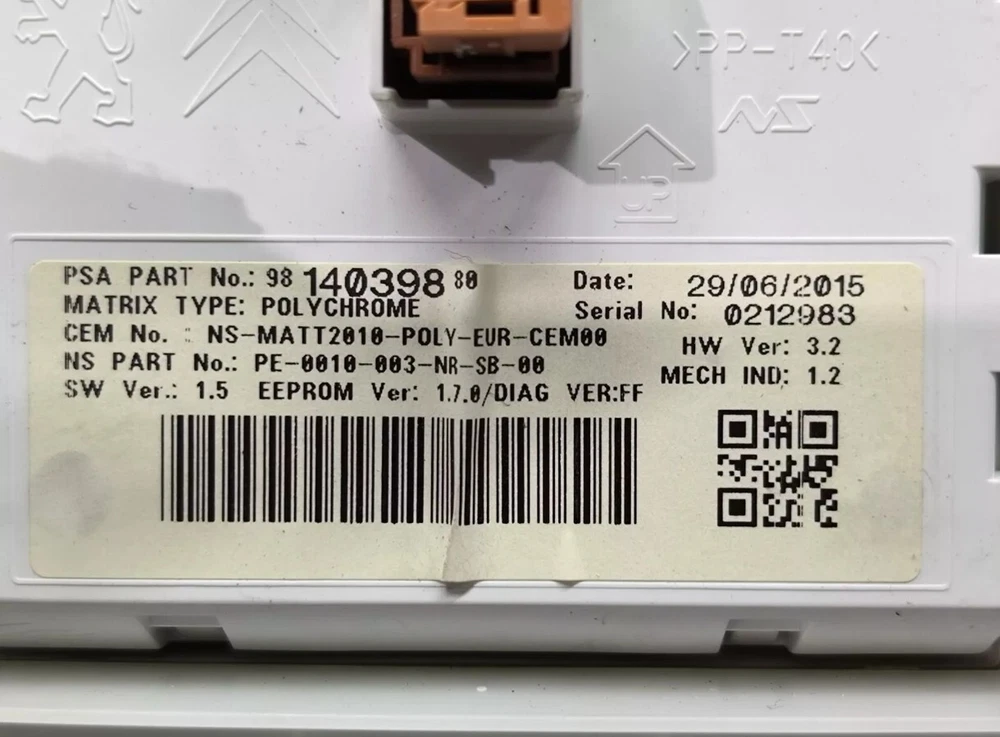 >PP-T40<
UP
PSA PART No.: 98 140398 80
Date: 29/06/2015
MATRIX TYPE: POLYCHROME
Serial No: 0212983
CEM No. : NS-MATT2010-POLY-EUR-CEM00
HW Ver: 3.2
NS PART No.: PE-0010-003-NR-SB-00
MECH IND: 1.2
SW Ver.: 1.5 EEPROM Ver: 1.7.0/DIAG VER:FF